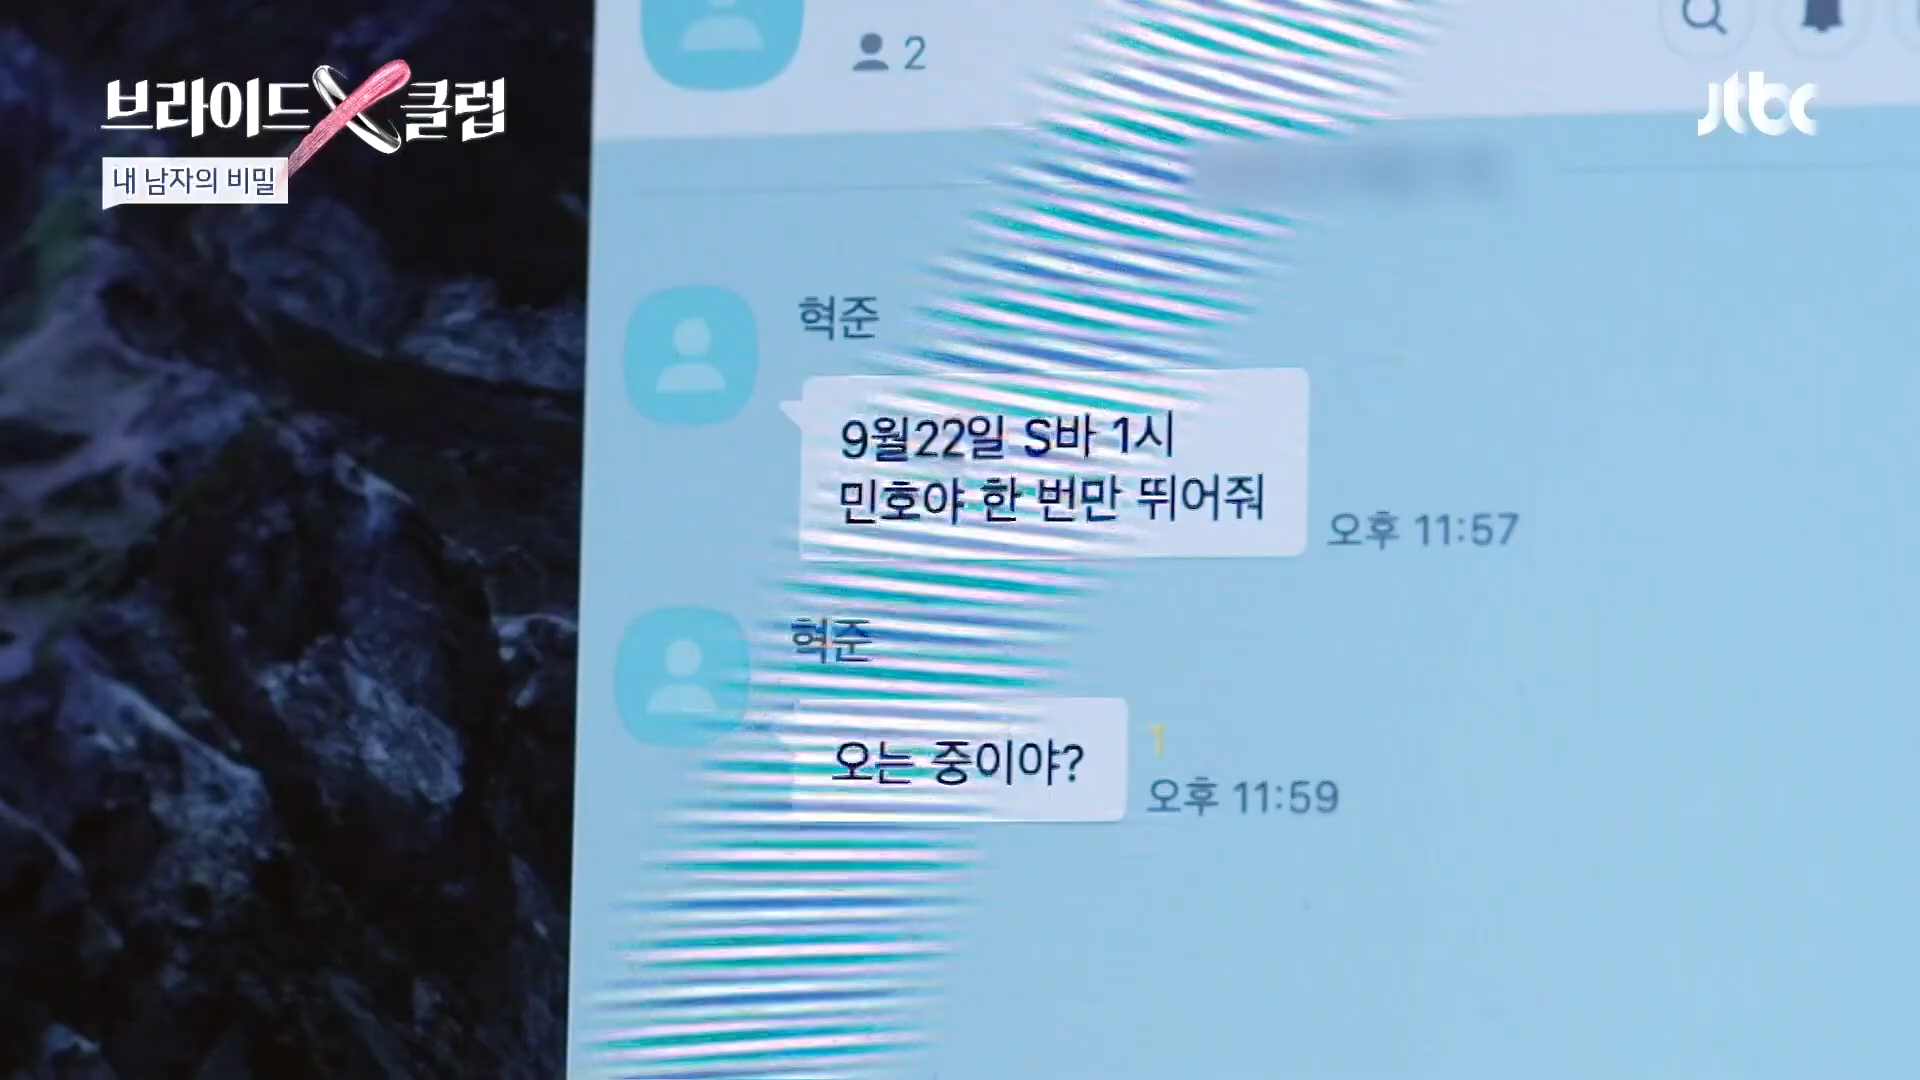 브라이드X클럽
내 남자의 비밀
jtbc
2
혁준
9월22일 S바 1시
민호야 한 번만 뛰어줘
오후 11:57
혁준
오는 중이야?
1
오후 11:59